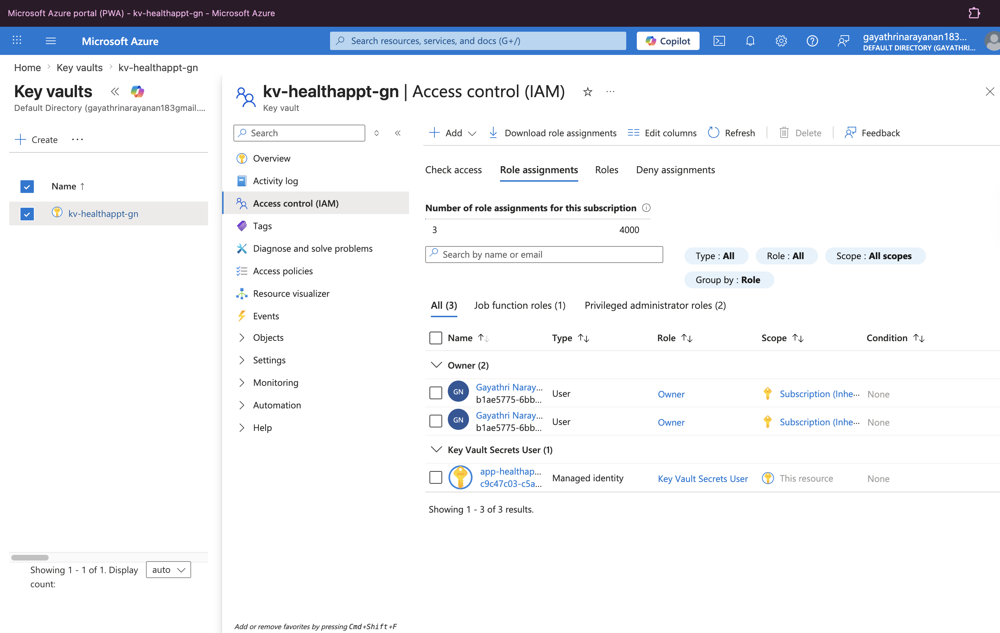 Microsoft Azure portal (PWA) - kv-healthappt-gn - Microsoft Azure
Microsoft Azure
Search resources, services, and docs (G+/)
Copilot
gayathrinarayanan183...
DEFAULT DIRECTORY (GAYATHRI...
Home > Key vaults > kv-healthappt-gn
Key vaults
Default Directory (gayathrinarayanan183gmail....
Create
Name ↑
kv-healthappt-gn
Showing 1 - 1 of 1. Display
count:
auto
kv-healthappt-gn | Access control (IAM)
Key vault
Search
Overview
Activity log
Access control (IAM)
Tags
Diagnose and solve problems
Access policies
Resource visualizer
Events
Objects
Settings
Monitoring
Automation
Help
Add or remove favorites by pressing Cmd+Shift+F
Add
Download role assignments
Edit columns
Refresh
Delete
Feedback
Check access
Role assignments
Roles
Deny assignments
Number of role assignments for this subscription
3 4000
Search by name or email
Type : All
Role : All
Scope : All scopes
Group by : Role
All (3)
Job function roles (1)
Privileged administrator roles (2)
Name ↑↓ Type ↑↓ Role ↑↓ Scope ↑↓ Condition ↑↓
Owner (2)
GN Gayathri Naray... User Owner Subscription (Inhe... None
b1ae5775-6bb...
GN Gayathri Naray... User Owner Subscription (Inhe... None
b1ae5775-6bb...
Key Vault Secrets User (1)
app-healthap... Managed identity Key Vault Secrets User This resource None
c9c47c03-c5a...
Showing 1 - 3 of 3 results.